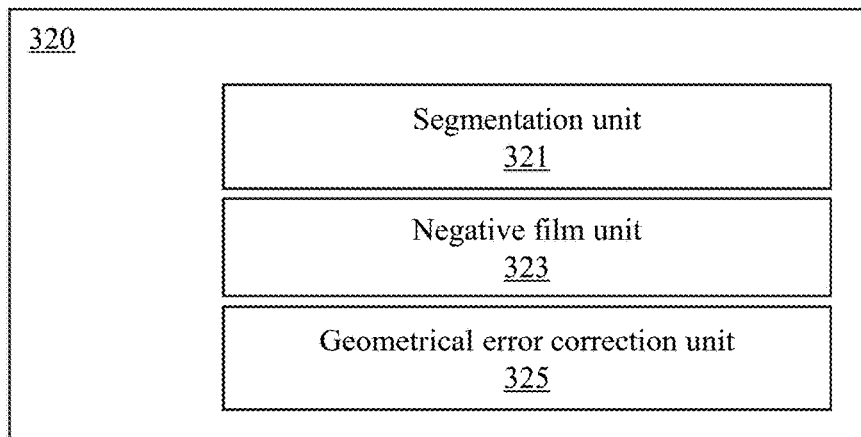 320
Segmentation unit
321
Negative film unit
323
Geometrical error correction unit
325